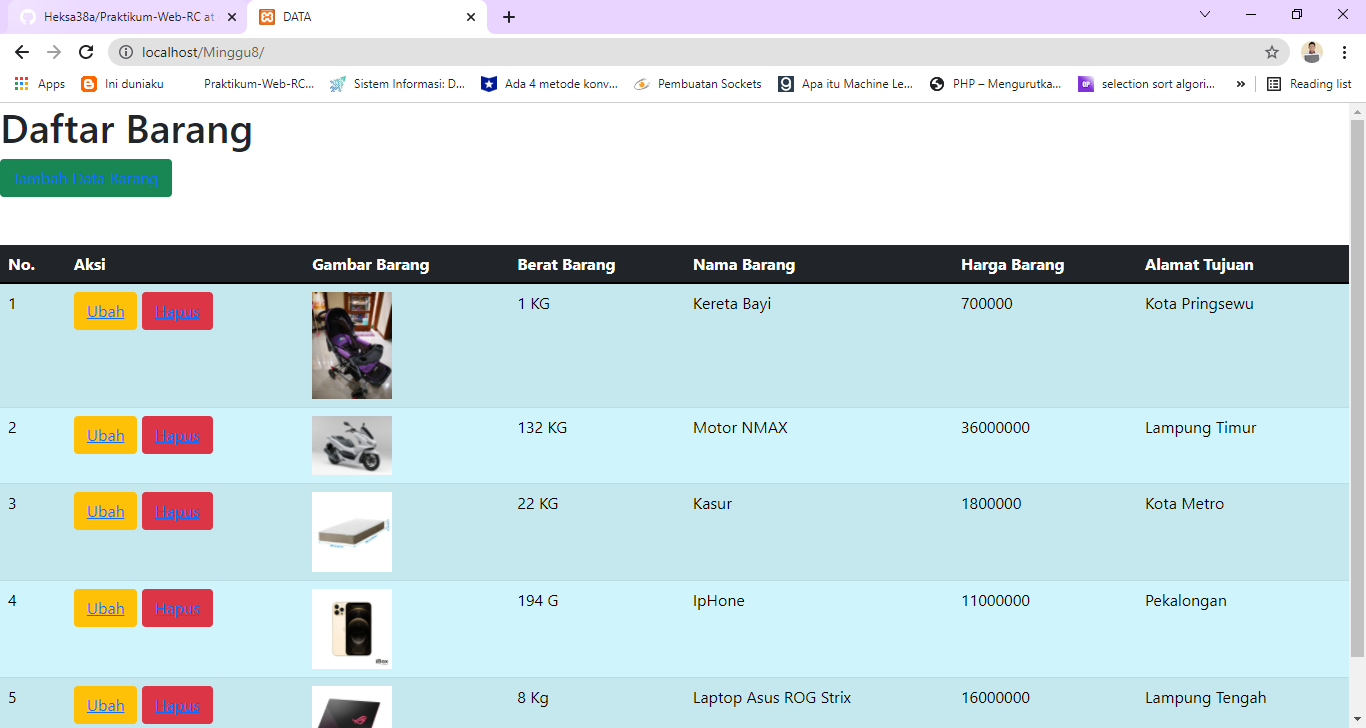 Heksa38a/Praktikum-Web-RC at
DATA
localhost/Minggu8/
Apps Ini duniaku Praktikum-Web-RC... Sistem Informasi: D... Ada 4 metode konv... Pembuatan Sockets Apa itu Machine Le... PHP – Mengurutka... selection sort algori... » Reading list
Daftar Barang
Tambah Data Barang
No. Aksi Gambar Barang Berat Barang Nama Barang Harga Barang Alamat Tujuan
1 Ubah Hapus 1 KG Kereta Bayi 700000 Kota Pringsewu
2 Ubah Hapus 132 KG Motor NMAX 36000000 Lampung Timur
3 Ubah Hapus 22 KG Kasur 1800000 Kota Metro
4 Ubah Hapus 194 G IpHone 11000000 Pekalongan
5 Ubah Hapus 8 Kg Laptop Asus ROG Strix 16000000 Lampung Tengah